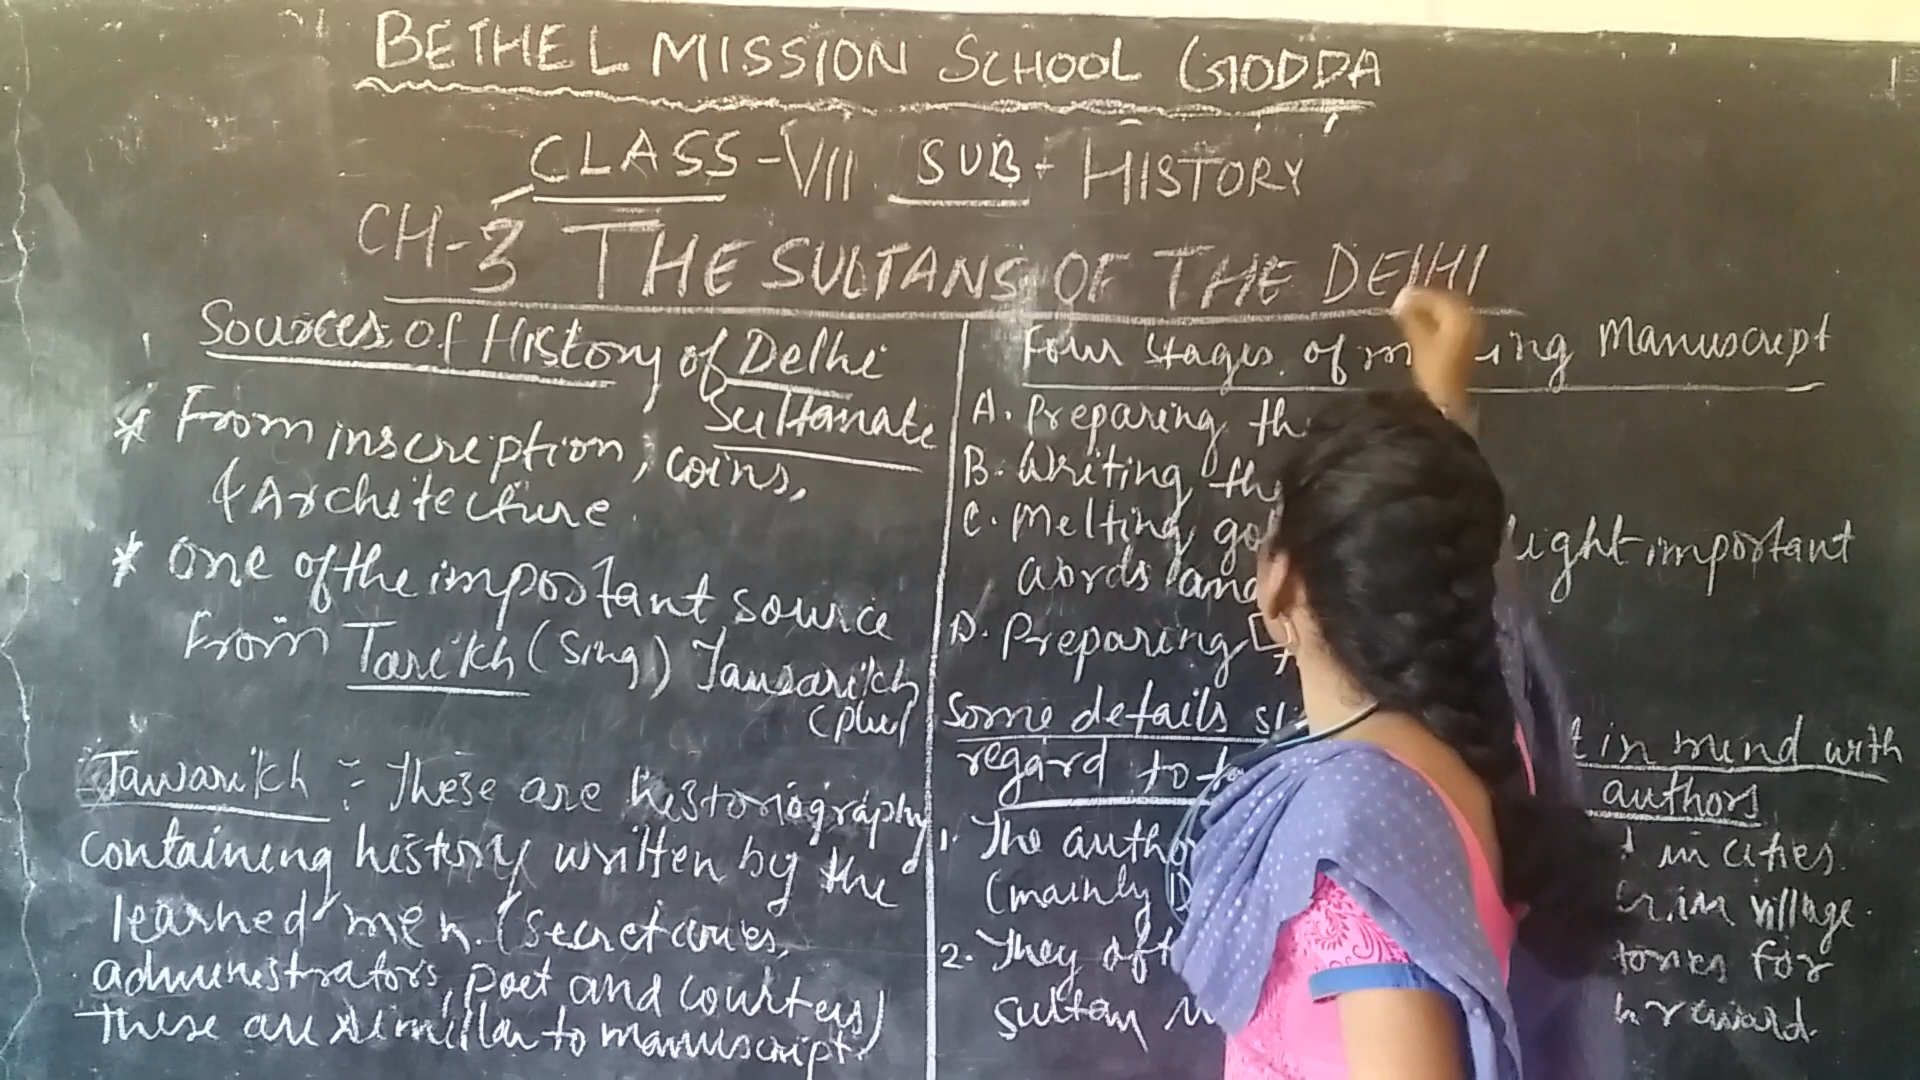 BETHEL MISSION SCHOOL GODDA
CLASS-VII SUB- HISTORY
CH-3 THE SULTANS OF THE DELHI
Sources of History of Delhi
Sultanate
* From inscription, coins,
& Architecture.
* One of the important source
from Tarikh (Sing) Tawarikh
(plu)
Tawarikh :- These are historiography
containing history written by the
learned men. (Secretaries,
administrators, poet and courtiers)
These are similar to manuscript.
Four stages of ing Manuscript
A. Preparing
B. Writing
C. Melting light important
words and
D. Preparing
Some details in mind with
regard to authors
1. The in cities.
(mainly in village.
2. They for
Sultan reward.